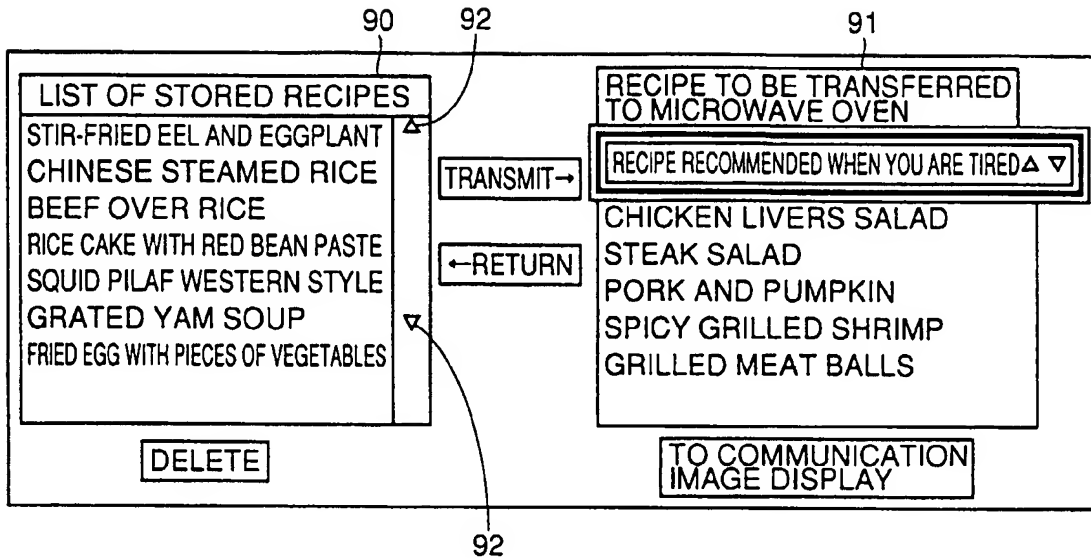 90
92
91
LIST OF STORED RECIPES
STIR-FRIED EEL AND EGGPLANT
CHINESE STEAMED RICE
BEEF OVER RICE
RICE CAKE WITH RED BEAN PASTE
SQUID PILAF WESTERN STYLE
GRATED YAM SOUP
FRIED EGG WITH PIECES OF VEGETABLES
DELETE
TRANSMIT→
←RETURN
RECIPE TO BE TRANSFERRED
TO MICROWAVE OVEN
RECIPE RECOMMENDED WHEN YOU ARE TIRED△ ▽
CHICKEN LIVERS SALAD
STEAK SALAD
PORK AND PUMPKIN
SPICY GRILLED SHRIMP
GRILLED MEAT BALLS
TO COMMUNICATION
IMAGE DISPLAY
92